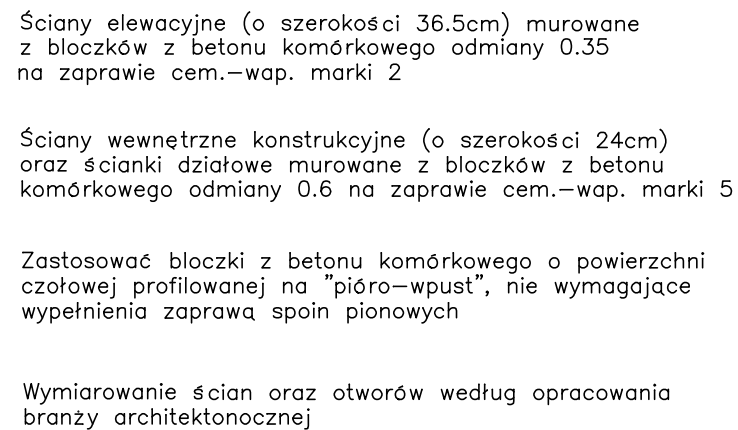 Ściany elewacyjne (o szerokości 36.5cm) murowane
z bloczków z betonu komórkowego odmiany 0.35
na zaprawie cem.–wap. marki 2
Ściany wewnętrzne konstrukcyjne (o szerokości 24cm)
oraz ścianki działowe murowane z bloczków z betonu
komórkowego odmiany 0.6 na zaprawie cem.–wap. marki 5
Zastosować bloczki z betonu komórkowego o powierzchni
czołowej profilowanej na ”pióro–wpust”, nie wymagające
wypełnienia zaprawą spoin pionowych
Wymiarowanie ścian oraz otworów według opracowania
branży architektonocznej